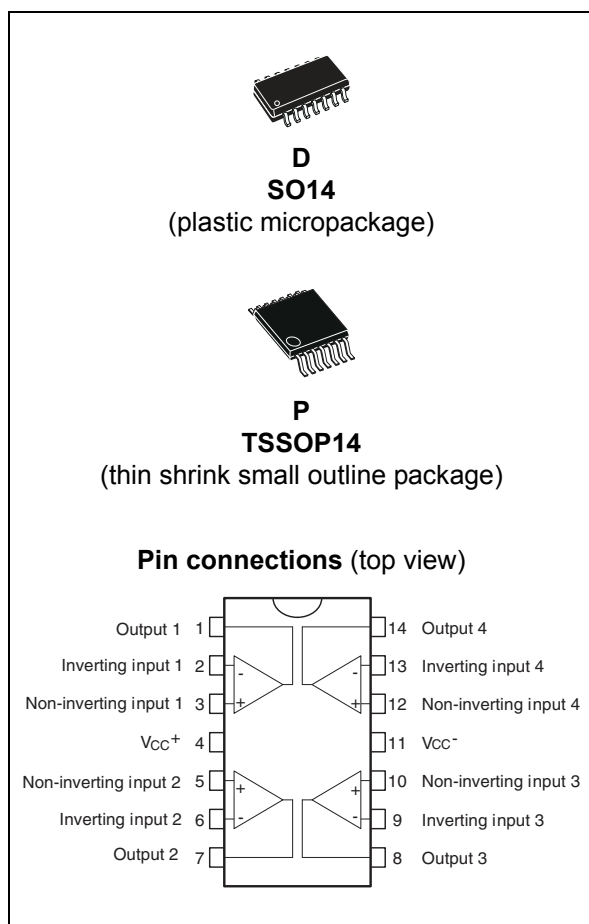 D
SO14
(plastic micropackage)
P
TSSOP14
(thin shrink small outline package)
Pin connections (top view)
Output 1 1 14 Output 4
Inverting input 1 2 - - 13 Inverting input 4
Non-inverting input 1 3 + + 12 Non-inverting input 4
VCC+ 4 11 VCC-
Non-inverting input 2 5 + + 10 Non-inverting input 3
Inverting input 2 6 - - 9 Inverting input 3
Output 2 7 8 Output 3